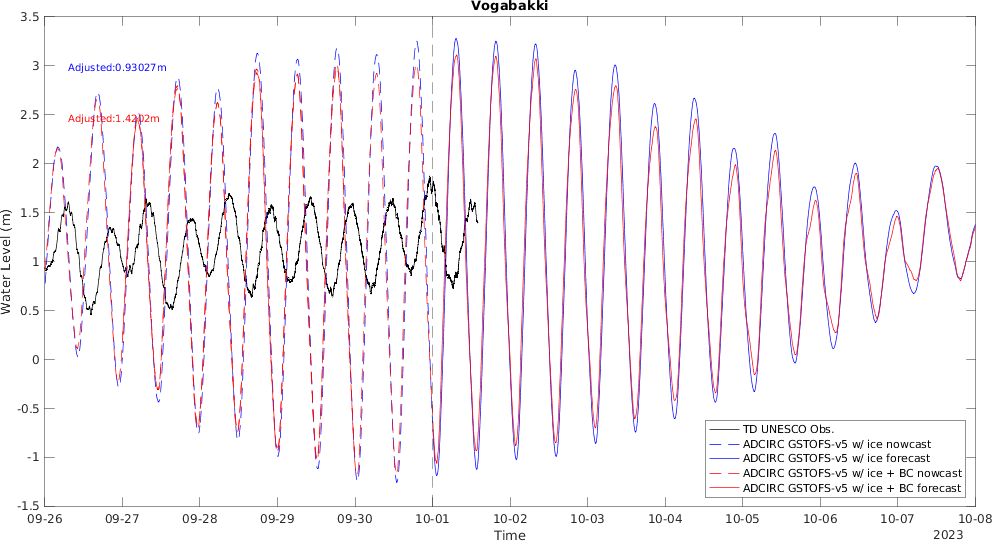 Vogabakki
3.5
3
2.5
2
1.5
1
0.5
0
-0.5
-1
-1.5
Water Level (m)
Adjusted:0.93027m
Adjusted:1.4202m
TD UNESCO Obs.
ADCIRC GSTOFS-v5 w/ ice nowcast
ADCIRC GSTOFS-v5 w/ ice forecast
ADCIRC GSTOFS-v5 w/ ice + BC nowcast
ADCIRC GSTOFS-v5 w/ ice + BC forecast
09-26 09-27 09-28 09-29 09-30 10-01 10-02 10-03 10-04 10-05 10-06 10-07 10-08
Time
2023